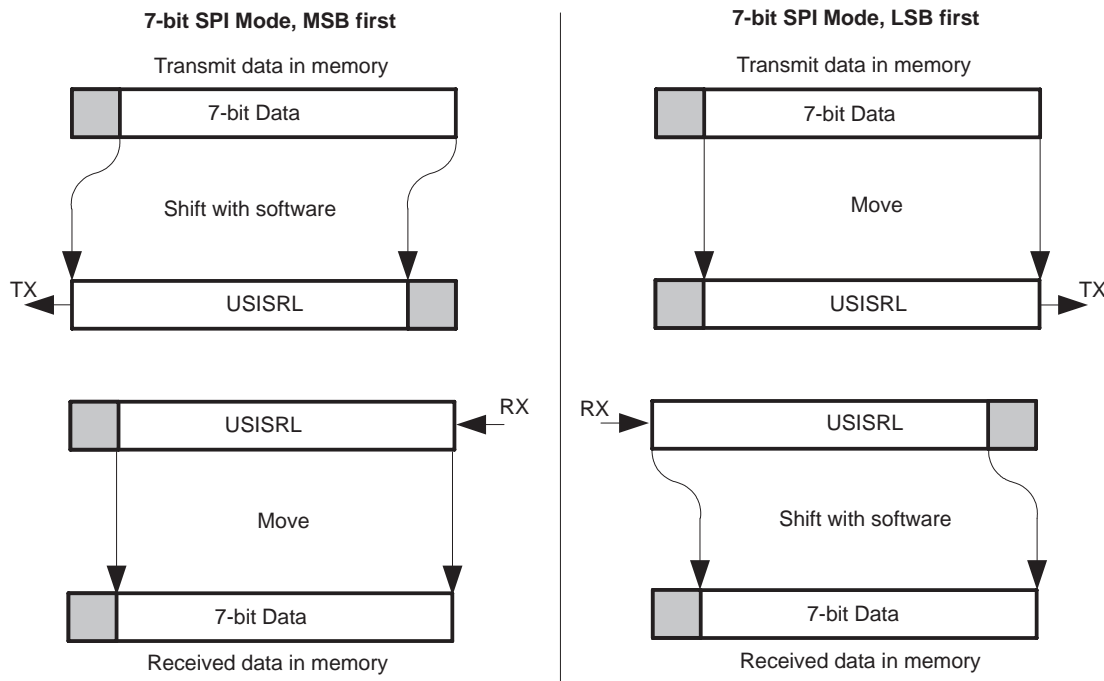 7-bit SPI Mode, MSB first
Transmit data in memory
7-bit Data
Shift with software
TX
USISRL
RX
USISRL
Move
7-bit Data
Received data in memory
7-bit SPI Mode, LSB first
Transmit data in memory
7-bit Data
Move
TX
USISRL
RX
USISRL
Shift with software
7-bit Data
Received data in memory